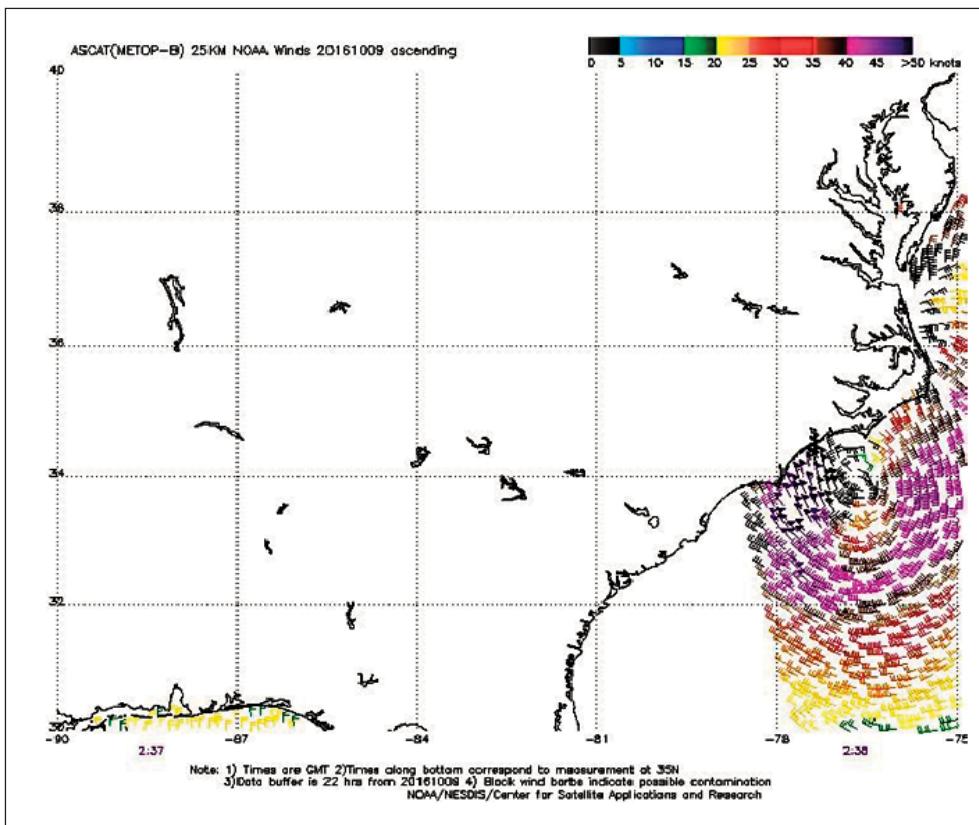 ASCAT(METOP-B) 25KM NOAA Winds 20161009 ascending
0 5 10 15 20 25 30 35 40 45 >50 knots
40
38
36
34
32
30
-90 -87 -84 -81 -78 -75
2:37 2:38
Note: 1) Times are GMT 2)Times along bottom correspond to measurement at 35N
3)Data buffer is 22 hrs from 20161009 4) Black wind barbs indicate possible contamination
NOAA/NESDIS/Center for Satellite Applications and Research